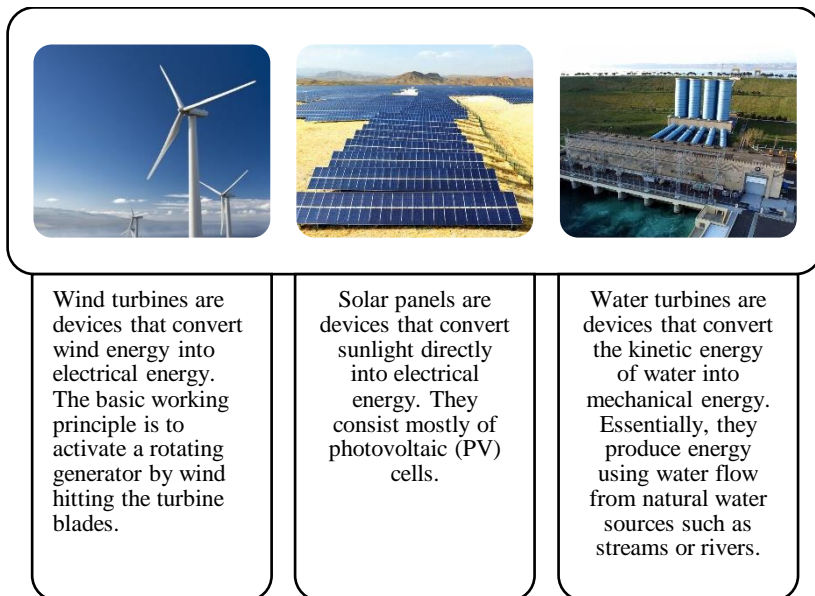 Wind turbines are
devices that convert
wind energy into
electrical energy.
The basic working
principle is to
activate a rotating
generator by wind
hitting the turbine
blades.
Solar panels are
devices that convert
sunlight directly
into electrical
energy. They
consist mostly of
photovoltaic (PV)
cells.
Water turbines are
devices that convert
the kinetic energy
of water into
mechanical energy.
Essentially, they
produce energy
using water flow
from natural water
sources such as
streams or rivers.